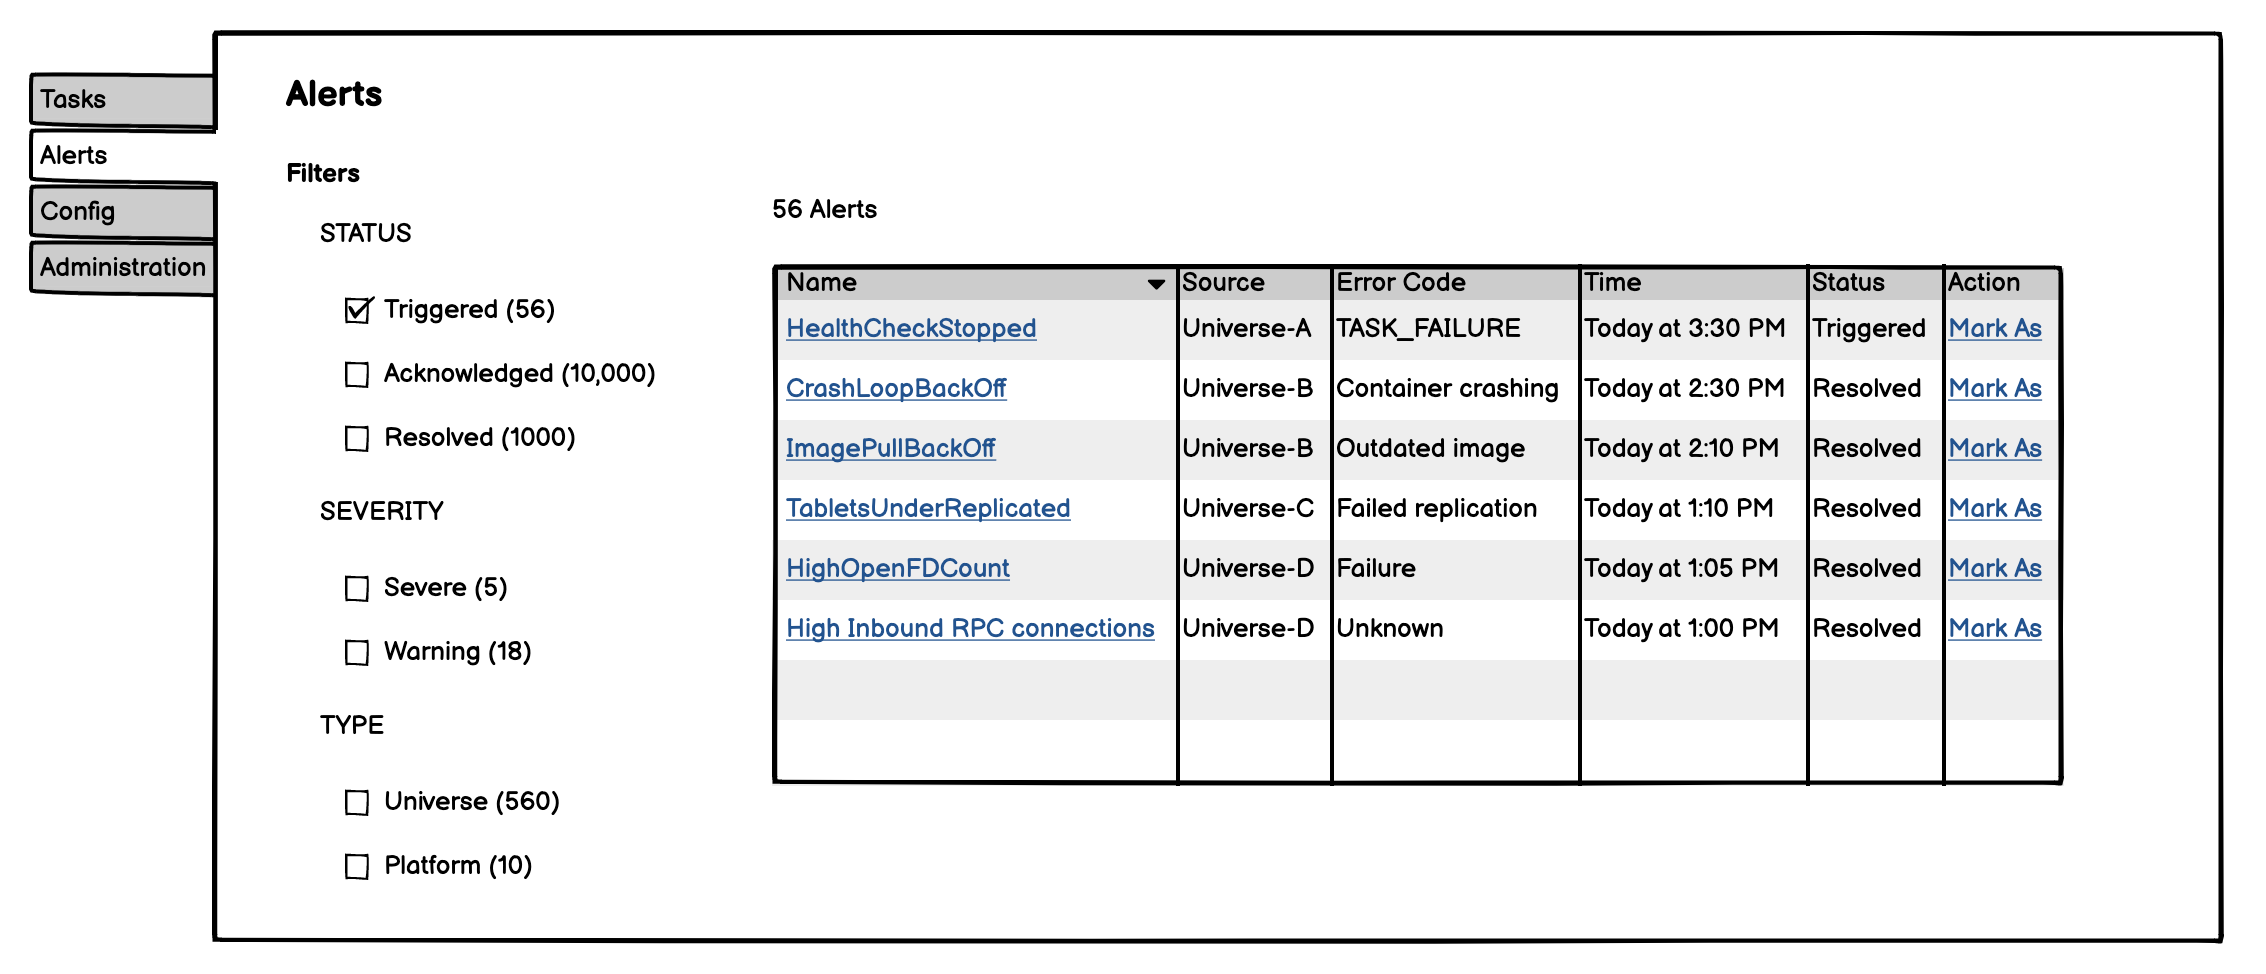 Tasks
Alerts
Config
Administration
Alerts
Filters
STATUS
Triggered (56)
Acknowledged (10,000)
Resolved (1000)
SEVERITY
Severe (5)
Warning (18)
TYPE
Universe (560)
Platform (10)
56 Alerts
Name Source Error Code Time Status Action
HealthCheckStopped Universe-A TASK_FAILURE Today at 3:30 PM Triggered Mark As
CrashLoopBackOff Universe-B Container crashing Today at 2:30 PM Resolved Mark As
ImagePullBackOff Universe-B Outdated image Today at 2:10 PM Resolved Mark As
TabletsUnderReplicated Universe-C Failed replication Today at 1:10 PM Resolved Mark As
HighOpenFDCount Universe-D Failure Today at 1:05 PM Resolved Mark As
High Inbound RPC connections Universe-D Unknown Today at 1:00 PM Resolved Mark As